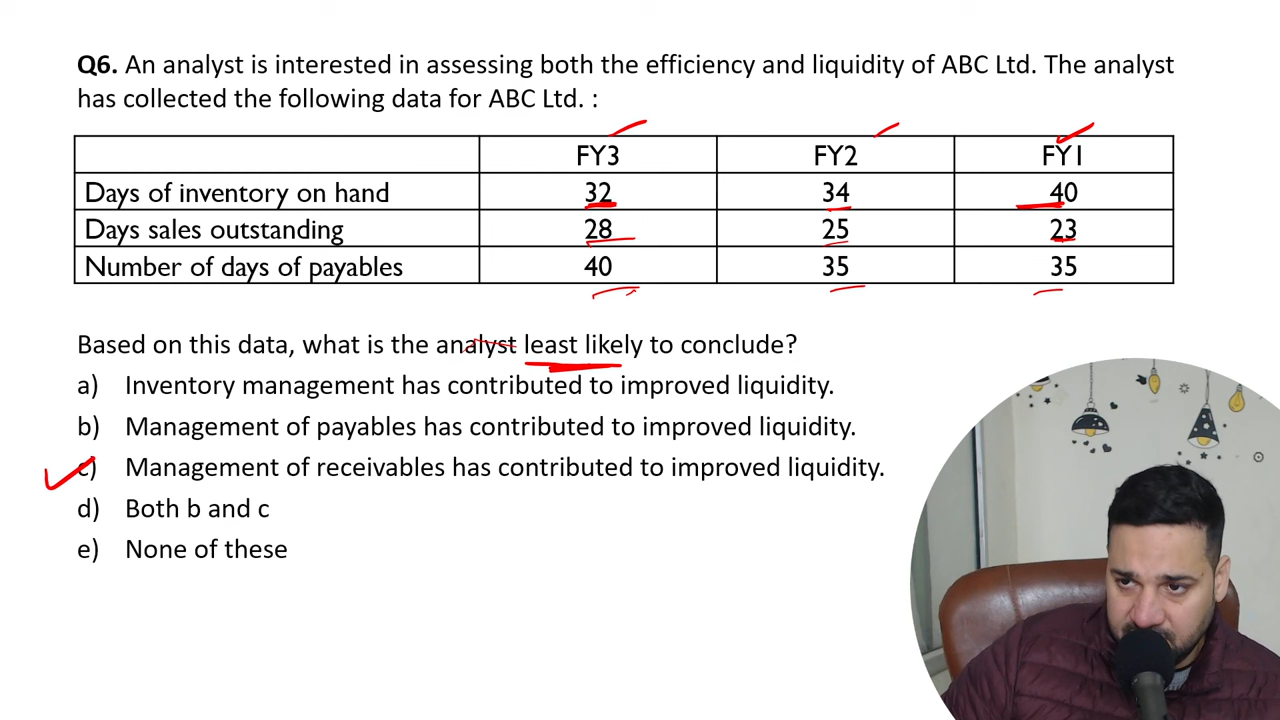 Q6. An analyst is interested in assessing both the efficiency and liquidity of ABC Ltd. The analyst
has collected the following data for ABC Ltd. :
FY3 FY2 FY1
Days of inventory on hand 32 34 40
Days sales outstanding 28 25 23
Number of days of payables 40 35 35
Based on this data, what is the analyst least likely to conclude?
a) Inventory management has contributed to improved liquidity.
b) Management of payables has contributed to improved liquidity.
c) Management of receivables has contributed to improved liquidity.
d) Both b and c
e) None of these